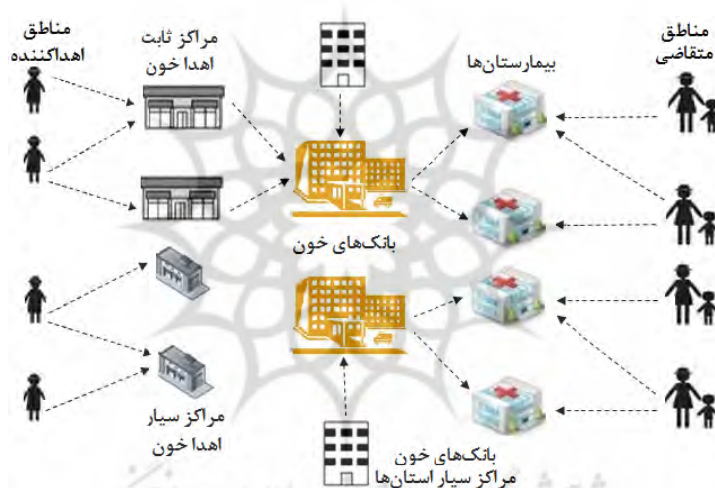 مناطق
متقاضی
بیمارستان‌ها
مراکز ثابت
اهدا خون
مناطق
اهداکننده
بانک‌های خون
مراکز سیار
اهدا خون
بانک‌های خون
مراکز سیار استان‌ها